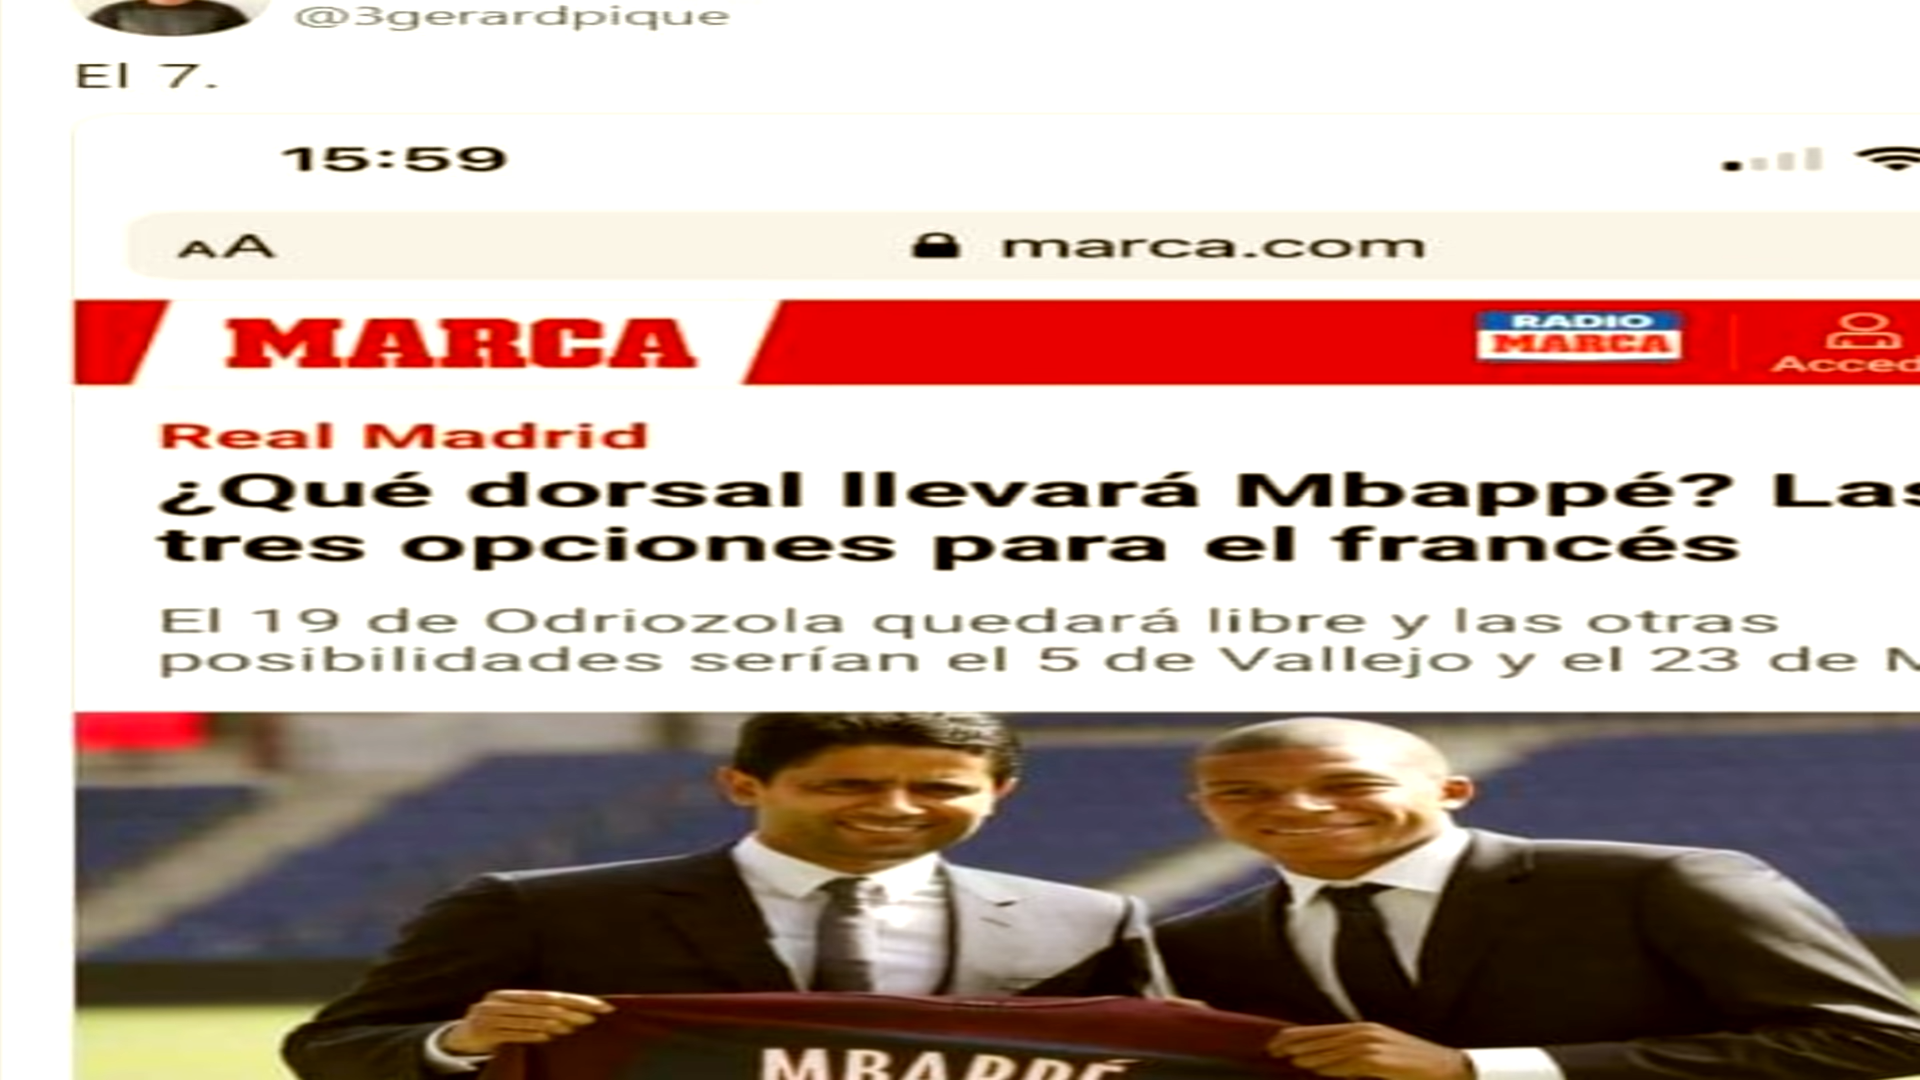 @3gerardpique
El 7.
15:59
AA marca.com
MARCA RADIO MARCA
Real Madrid
¿Qué dorsal llevará Mbappé? Las
tres opciones para el francés
El 19 de Odriozola quedará libre y las otras
posibilidades serían el 5 de Vallejo y el 23 de
MBAPPÉ